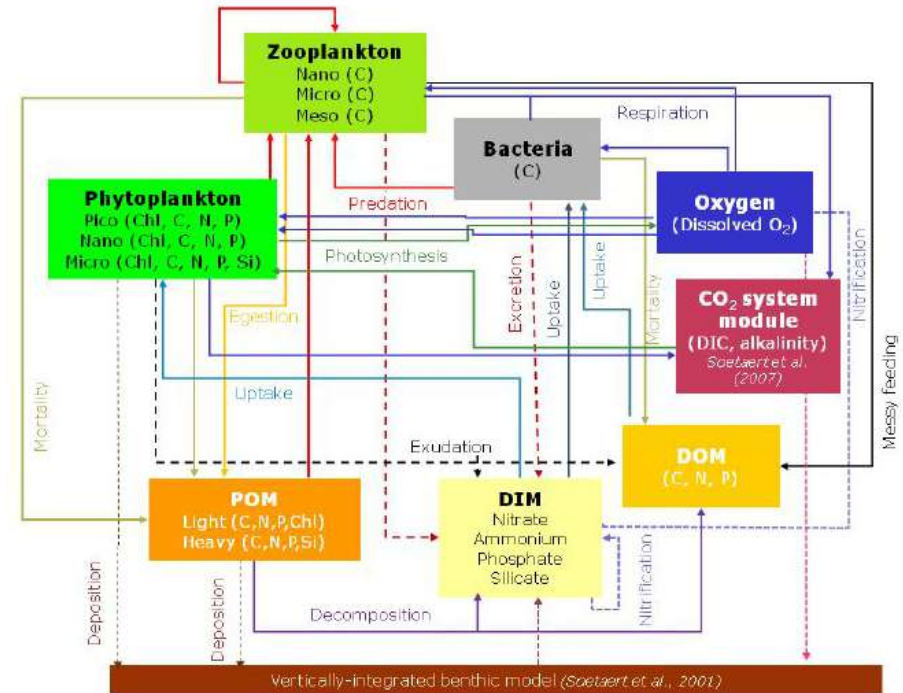 Zooplankton
Nano (C)
Micro (C)
Meso (C)
Respiration
Bacteria
(C)
Oxygen
(Dissolved O₂)
Phytoplankton
Pico (Chl, C, N, P)
Nano (Chl, C, N, P)
Micro (Chl, C, N, P, Si)
Predation
Photosynthesis
Excretion
Uptake
Uptake
Mortality
Nitrification
CO₂ system
module
(DIC, alkalinity)
Soetaert et al.
(2007)
Egestion
Uptake
Mortality
Messy feeding
Exudation
DOM
(C, N, P)
POM
Light (C,N,P,Chl)
Heavy (C,N,P,Si)
DIM
Nitrate
Ammonium
Phosphate
Silicate
Nitrification
Deposition
Deposition
Decomposition
Vertically-integrated benthic model (Soetaert et al., 2001)